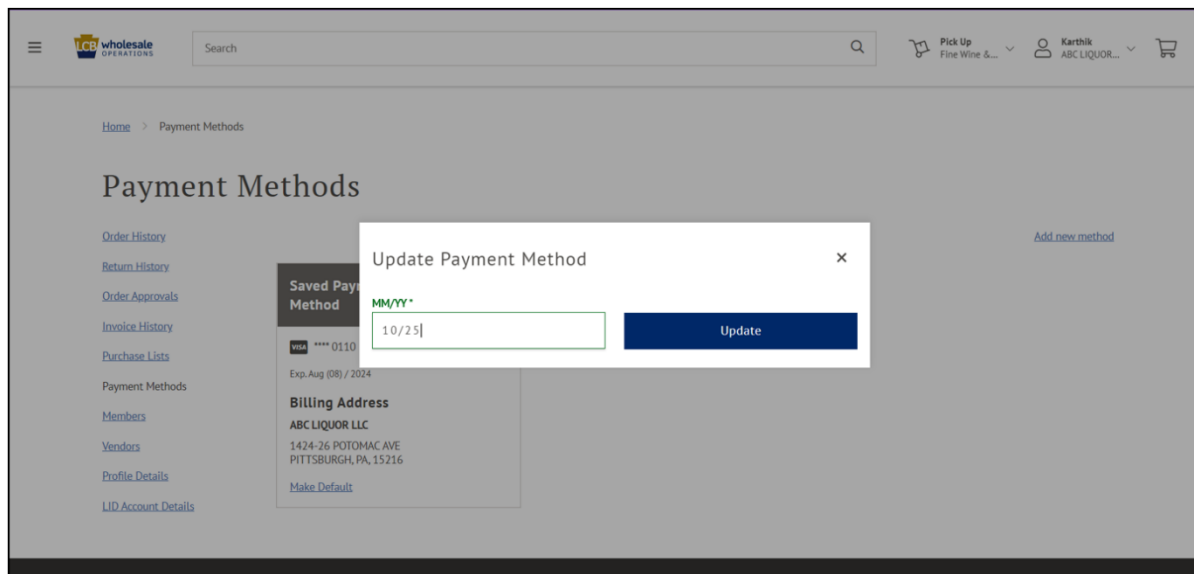 LCB wholesale
OPERATIONS
Search
Pick Up
Fine Wine &...
Karthik
ABC LIQUOR...
Home > Payment Methods
Payment Methods
Order History
Return History
Order Approvals
Invoice History
Purchase Lists
Payment Methods
Members
Vendors
Profile Details
LID Account Details
Add new method
Saved Pay
Method
VISA **** 0110
Exp. Aug (08) / 2024
Billing Address
ABC LIQUOR LLC
1424-26 POTOMAC AVE
PITTSBURGH, PA, 15216
Make Default
Update Payment Method
×
MM/YY *
10/25
Update